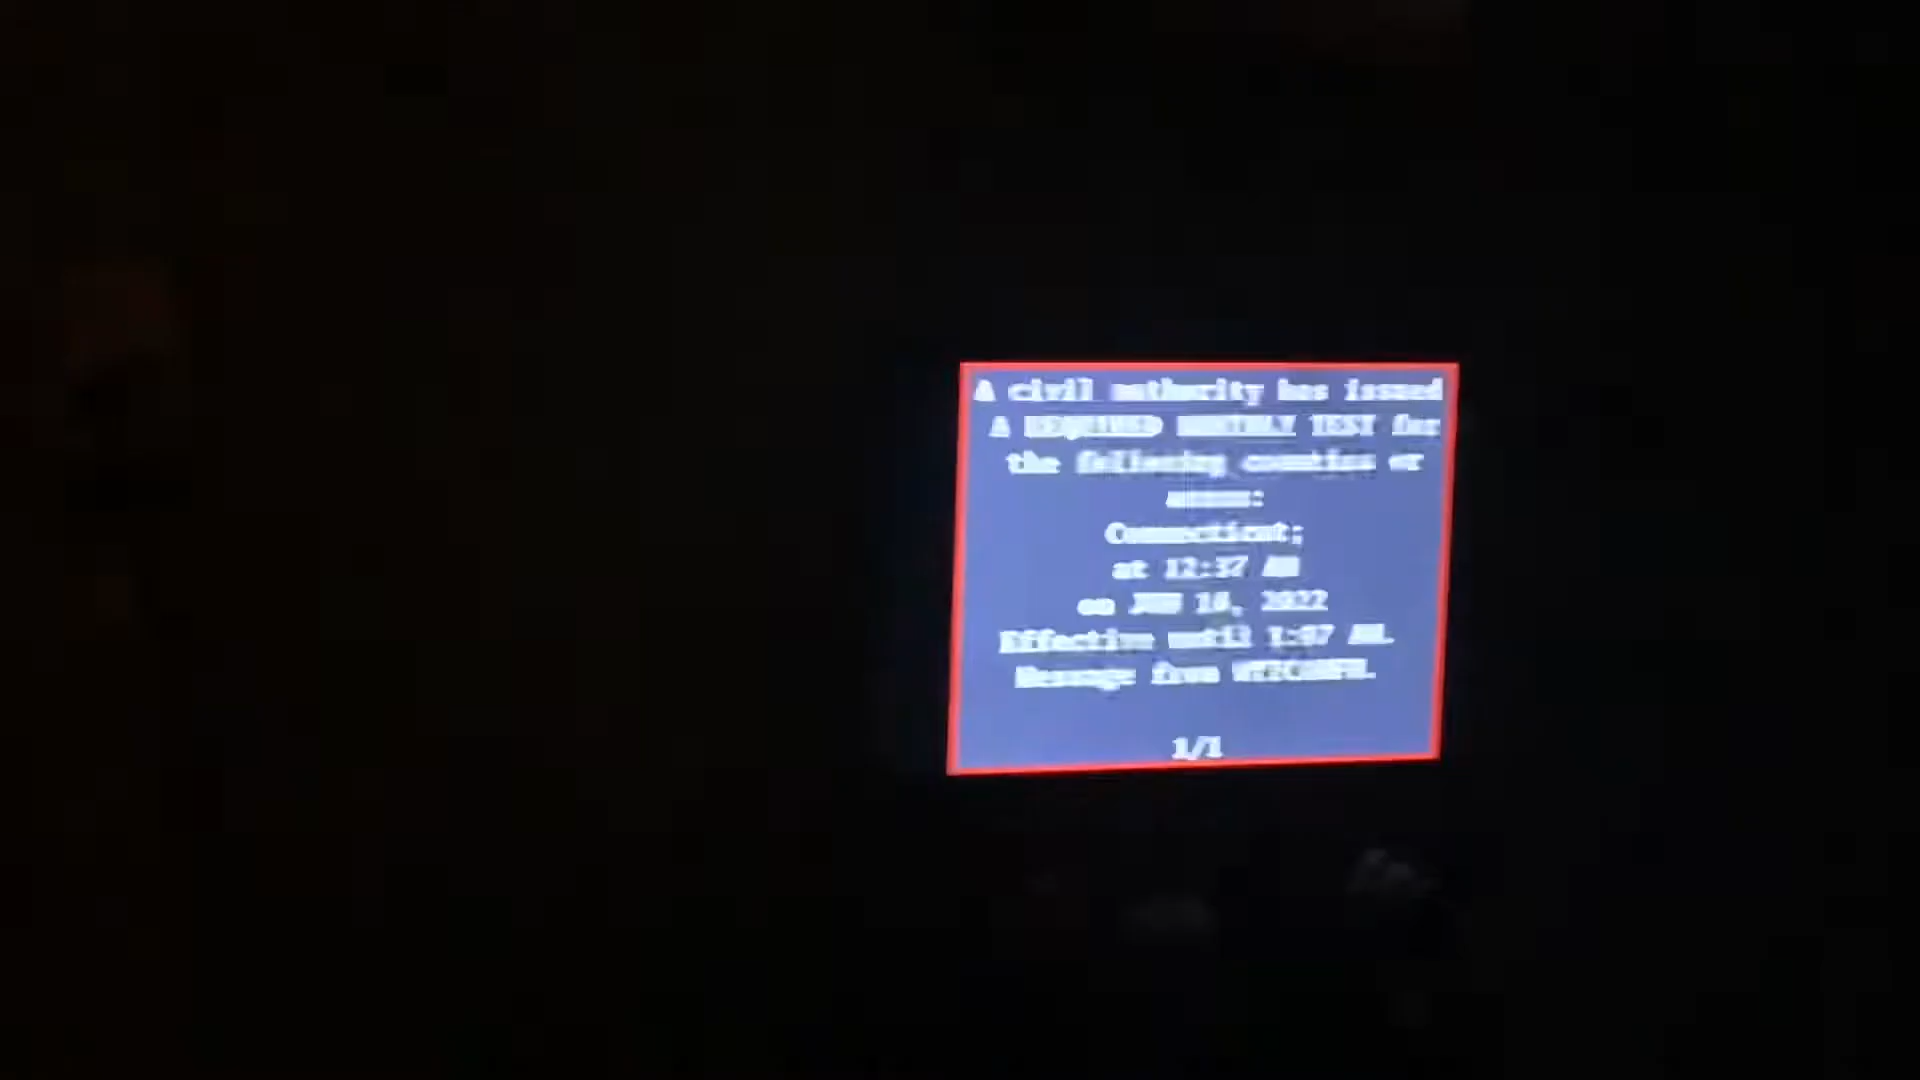 A civil authority has issued
A REQUIRED MONTHLY TEST for
the following counties or
areas:
Connecticut;
at 12:37 AM
on JUN 16, 2022
Effective until 1:07 AM.
Message from
1/1